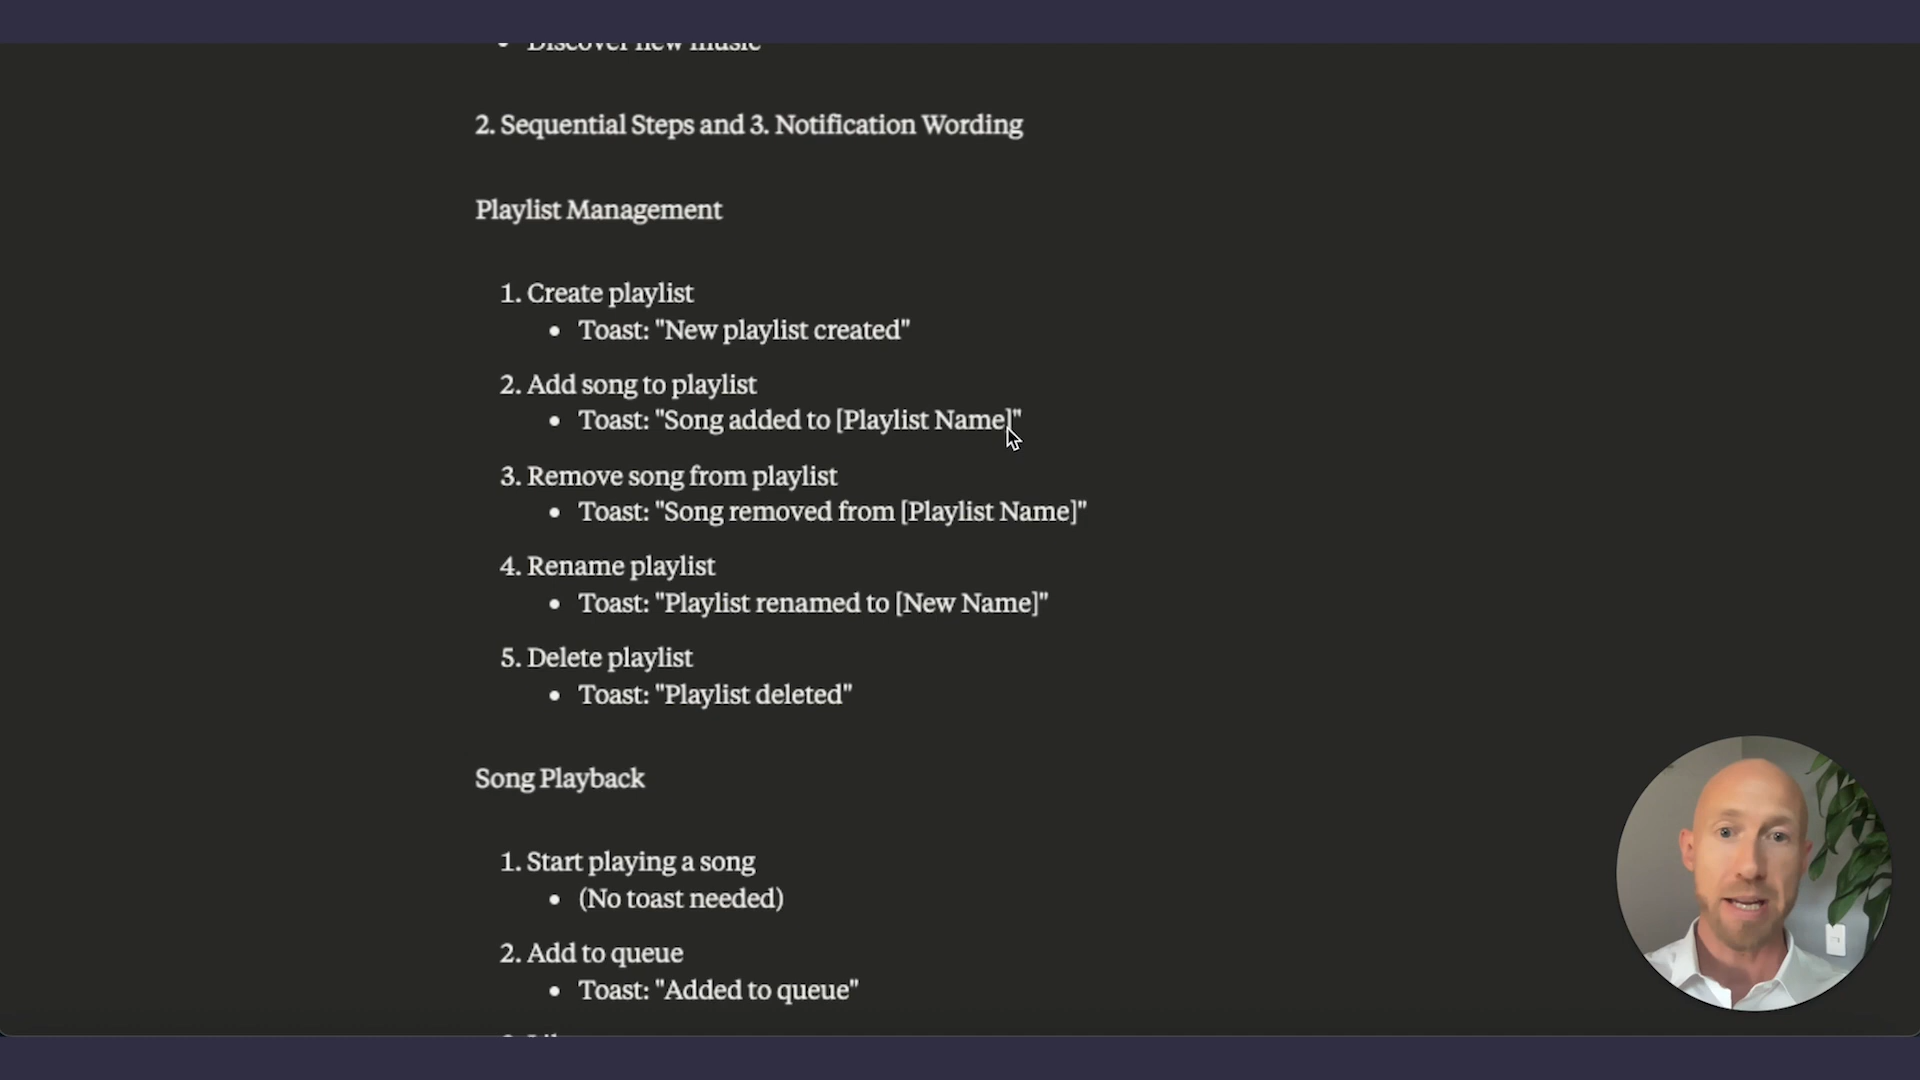 • Discover new music
2. Sequential Steps and 3. Notification Wording
Playlist Management
1. Create playlist
• Toast: "New playlist created"
2. Add song to playlist
• Toast: "Song added to [Playlist Name]"
3. Remove song from playlist
• Toast: "Song removed from [Playlist Name]"
4. Rename playlist
• Toast: "Playlist renamed to [New Name]"
5. Delete playlist
• Toast: "Playlist deleted"
Song Playback
1. Start playing a song
• (No toast needed)
2. Add to queue
• Toast: "Added to queue"